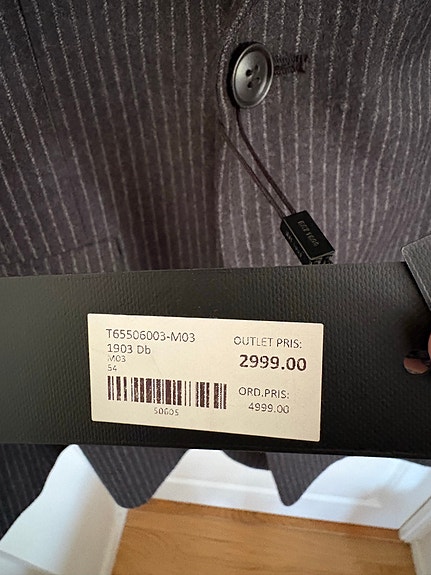 T65506003-M03
1903 Db
M03
54
50605
OUTLET PRIS:
2999.00
ORD.PRIS:
4999.00